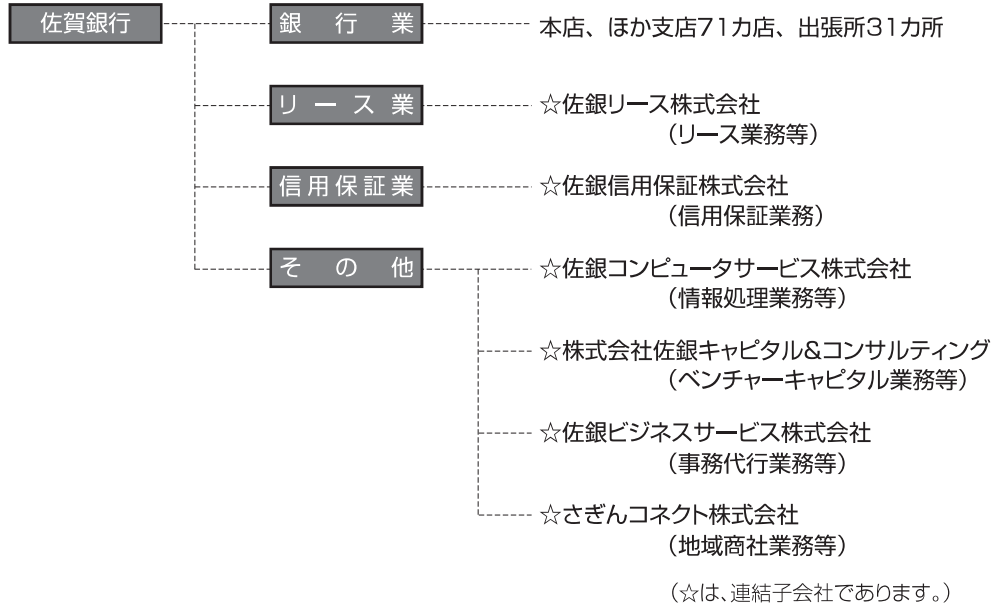 佐賀銀行
銀行業
本店、ほか支店71カ店、出張所31カ所
リース業
☆佐銀リース株式会社
(リース業務等)
信用保証業
☆佐銀信用保証株式会社
(信用保証業務)
その他
☆佐銀コンピュータサービス株式会社
(情報処理業務等)
☆株式会社佐銀キャピタル&コンサルティング
(ベンチャーキャピタル業務等)
☆佐銀ビジネスサービス株式会社
(事務代行業務等)
☆さぎんコネクト株式会社
(地域商社業務等)
(☆は、連結子会社であります。)